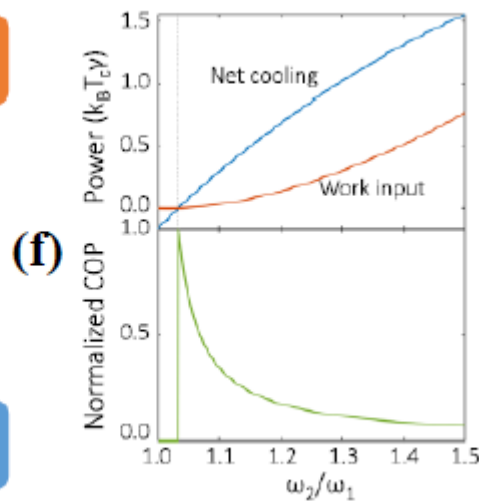 1.5
1.0
0.5
0.0
Power (k_BT_cγ)
Net cooling
Work input
(f)
1.0
0.5
0.0
Normalized COP
1.0 1.1 1.2 1.3 1.4 1.5
ω₂/ω₁